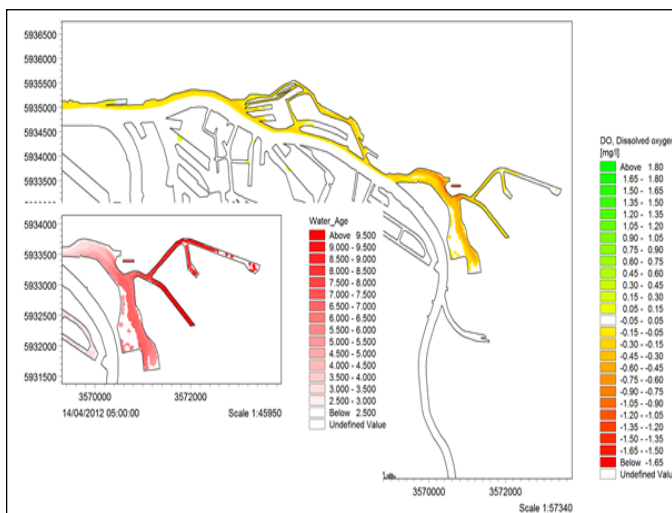 5936500
5936000
5935500
5935000
5934500
5934000
5933500
5934000
5933500
5933000
5932500
5932000
5931500
3570000
3572000
14/04/2012 05:00:00
Scale 1:45950
Water_Age
Above 9.500
9.000 - 9.500
8.500 - 9.000
8.000 - 8.500
7.500 - 8.000
7.000 - 7.500
6.500 - 7.000
6.000 - 6.500
5.500 - 6.000
5.000 - 5.500
4.500 - 5.000
4.000 - 4.500
3.500 - 4.000
3.000 - 3.500
2.500 - 3.000
Below 2.500
Undefined Value
3570000
3572000
Scale 1:57340
DO, Dissolved oxygen
[mg/l]
Above 1.80
1.65 - 1.80
1.50 - 1.65
1.35 - 1.50
1.20 - 1.35
1.05 - 1.20
0.90 - 1.05
0.75 - 0.90
0.60 - 0.75
0.45 - 0.60
0.30 - 0.45
0.15 - 0.30
0.05 - 0.15
-0.05 - 0.05
-0.15 - -0.05
-0.30 - -0.15
-0.45 - -0.30
-0.60 - -0.45
-0.75 - -0.60
-0.90 - -0.75
-1.05 - -0.90
-1.20 - -1.05
-1.35 - -1.20
-1.50 - -1.35
-1.65 - -1.50
Below -1.65
Undefined Value